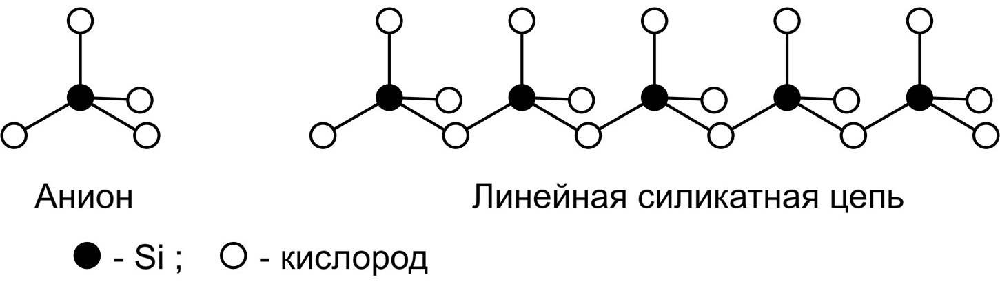 Анион
Линейная силикатная цепь
- Si ; - кислород